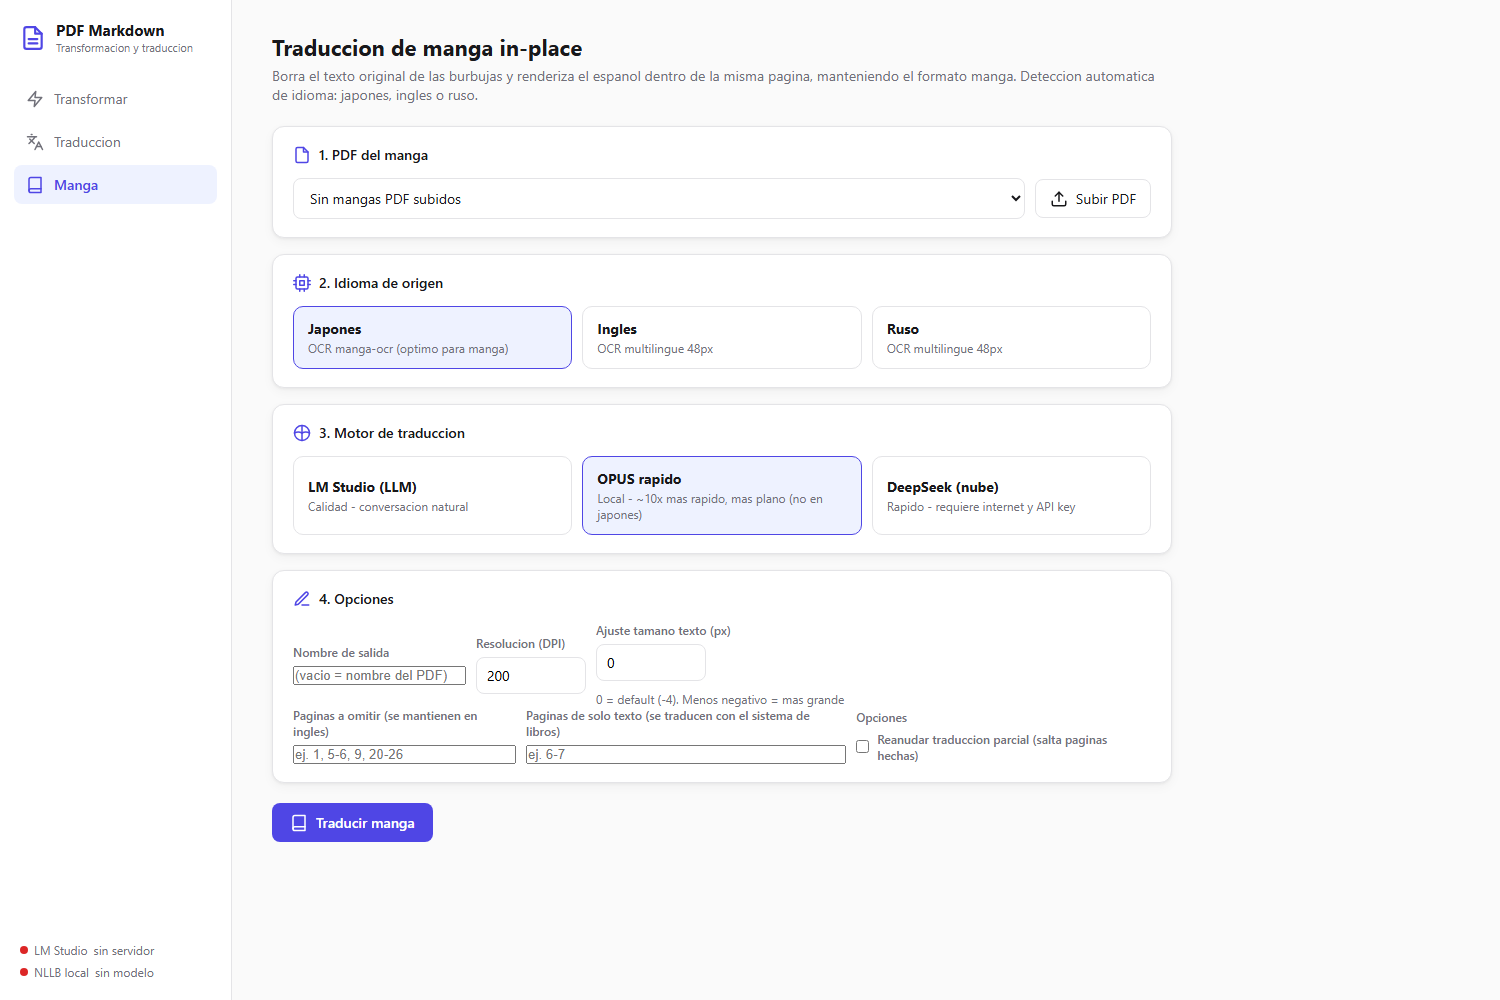 PDF Markdown
Transformacion y traduccion
Transformar
Traduccion
Manga
LM Studio sin servidor
NLLB local sin modelo
Traduccion de manga in-place
Borra el texto original de las burbujas y renderiza el espanol dentro de la misma pagina, manteniendo el formato manga. Deteccion automatica
de idioma: japones, ingles o ruso.
1. PDF del manga
Sin mangas PDF subidos
Subir PDF
2. Idioma de origen
Japones
OCR manga-ocr (optimo para manga)
Ingles
OCR multilingue 48px
Ruso
OCR multilingue 48px
3. Motor de traduccion
LM Studio (LLM)
Calidad - conversacion natural
OPUS rapido
Local - ~10x mas rapido, mas plano (no en
japones)
DeepSeek (nube)
Rapido - requiere internet y API key
4. Opciones
Nombre de salida
(vacio = nombre del PDF)
Resolucion (DPI)
200
Ajuste tamano texto (px)
0
0 = default (-4). Menos negativo = mas grande
Paginas a omitir (se mantienen en
ingles)
ej. 1, 5-6, 9, 20-26
Paginas de solo texto (se traducen con el sistema de
libros)
ej. 6-7
Opciones
Reanudar traduccion parcial (salta paginas
hechas)
Traducir manga